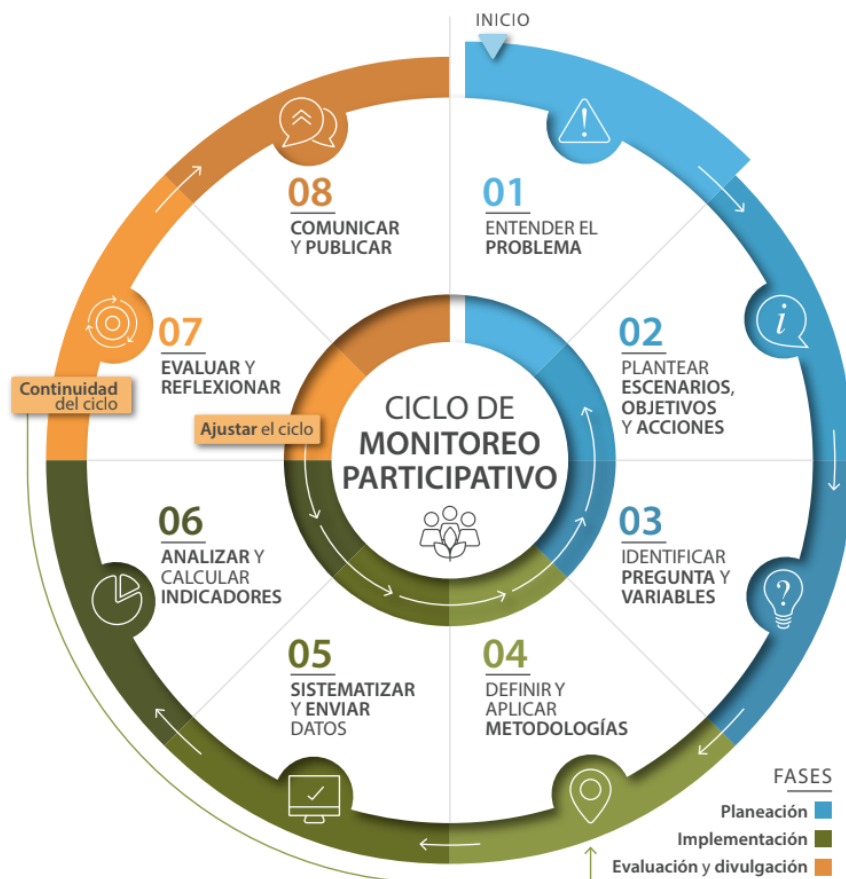 INICIO
01
ENTENDER EL
PROBLEMA
02
PLANTEAR
ESCENARIOS,
OBJETIVOS
Y ACCIONES
03
IDENTIFICAR
PREGUNTA Y
VARIABLES
04
DEFINIR Y
APLICAR
METODOLOGÍAS
05
SISTEMATIZAR
Y ENVIAR
DATOS
06
ANALIZAR Y
CALCULAR
INDICADORES
07
EVALUAR Y
REFLEXIONAR
08
COMUNICAR
Y PUBLICAR
Continuidad
del ciclo
Ajustar el ciclo
CICLO DE
MONITOREO
PARTICIPATIVO
i
?
FASES
Planeación
Implementación
Evaluación y divulgación